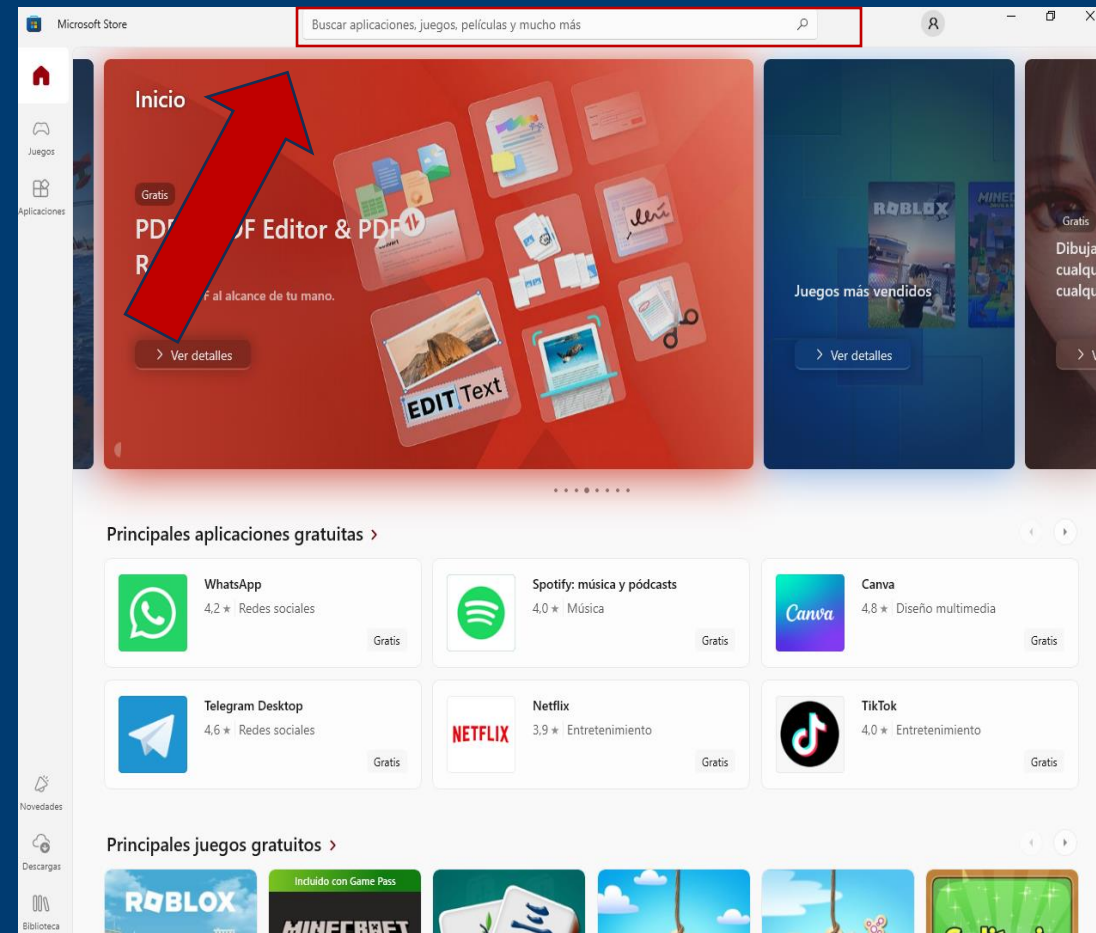 Microsoft Store
Buscar aplicaciones, juegos, películas y mucho más
Inicio
Juegos
Aplicaciones
Gratis
F Editor & PDF
al alcance de tu mano.
Ver detalles
EDIT Text
ROBLOX
Juegos más vendidos
Ver detalles
Gratis
Principales aplicaciones gratuitas
WhatsApp
4,2 ★ Redes sociales
Gratis
Spotify: música y pódcasts
4,0 ★ Música
Gratis
Canva
Canva
4,8 ★ Diseño multimedia
Gratis
Telegram Desktop
4,6 ★ Redes sociales
Gratis
NETFLIX
Netflix
3,9 ★ Entretenimiento
Gratis
TikTok
4,0 ★ Entretenimiento
Gratis
Novedades
Descargas
Biblioteca
Principales juegos gratuitos
ROBLOX
Incluido con Game Pass
MINECRAFT